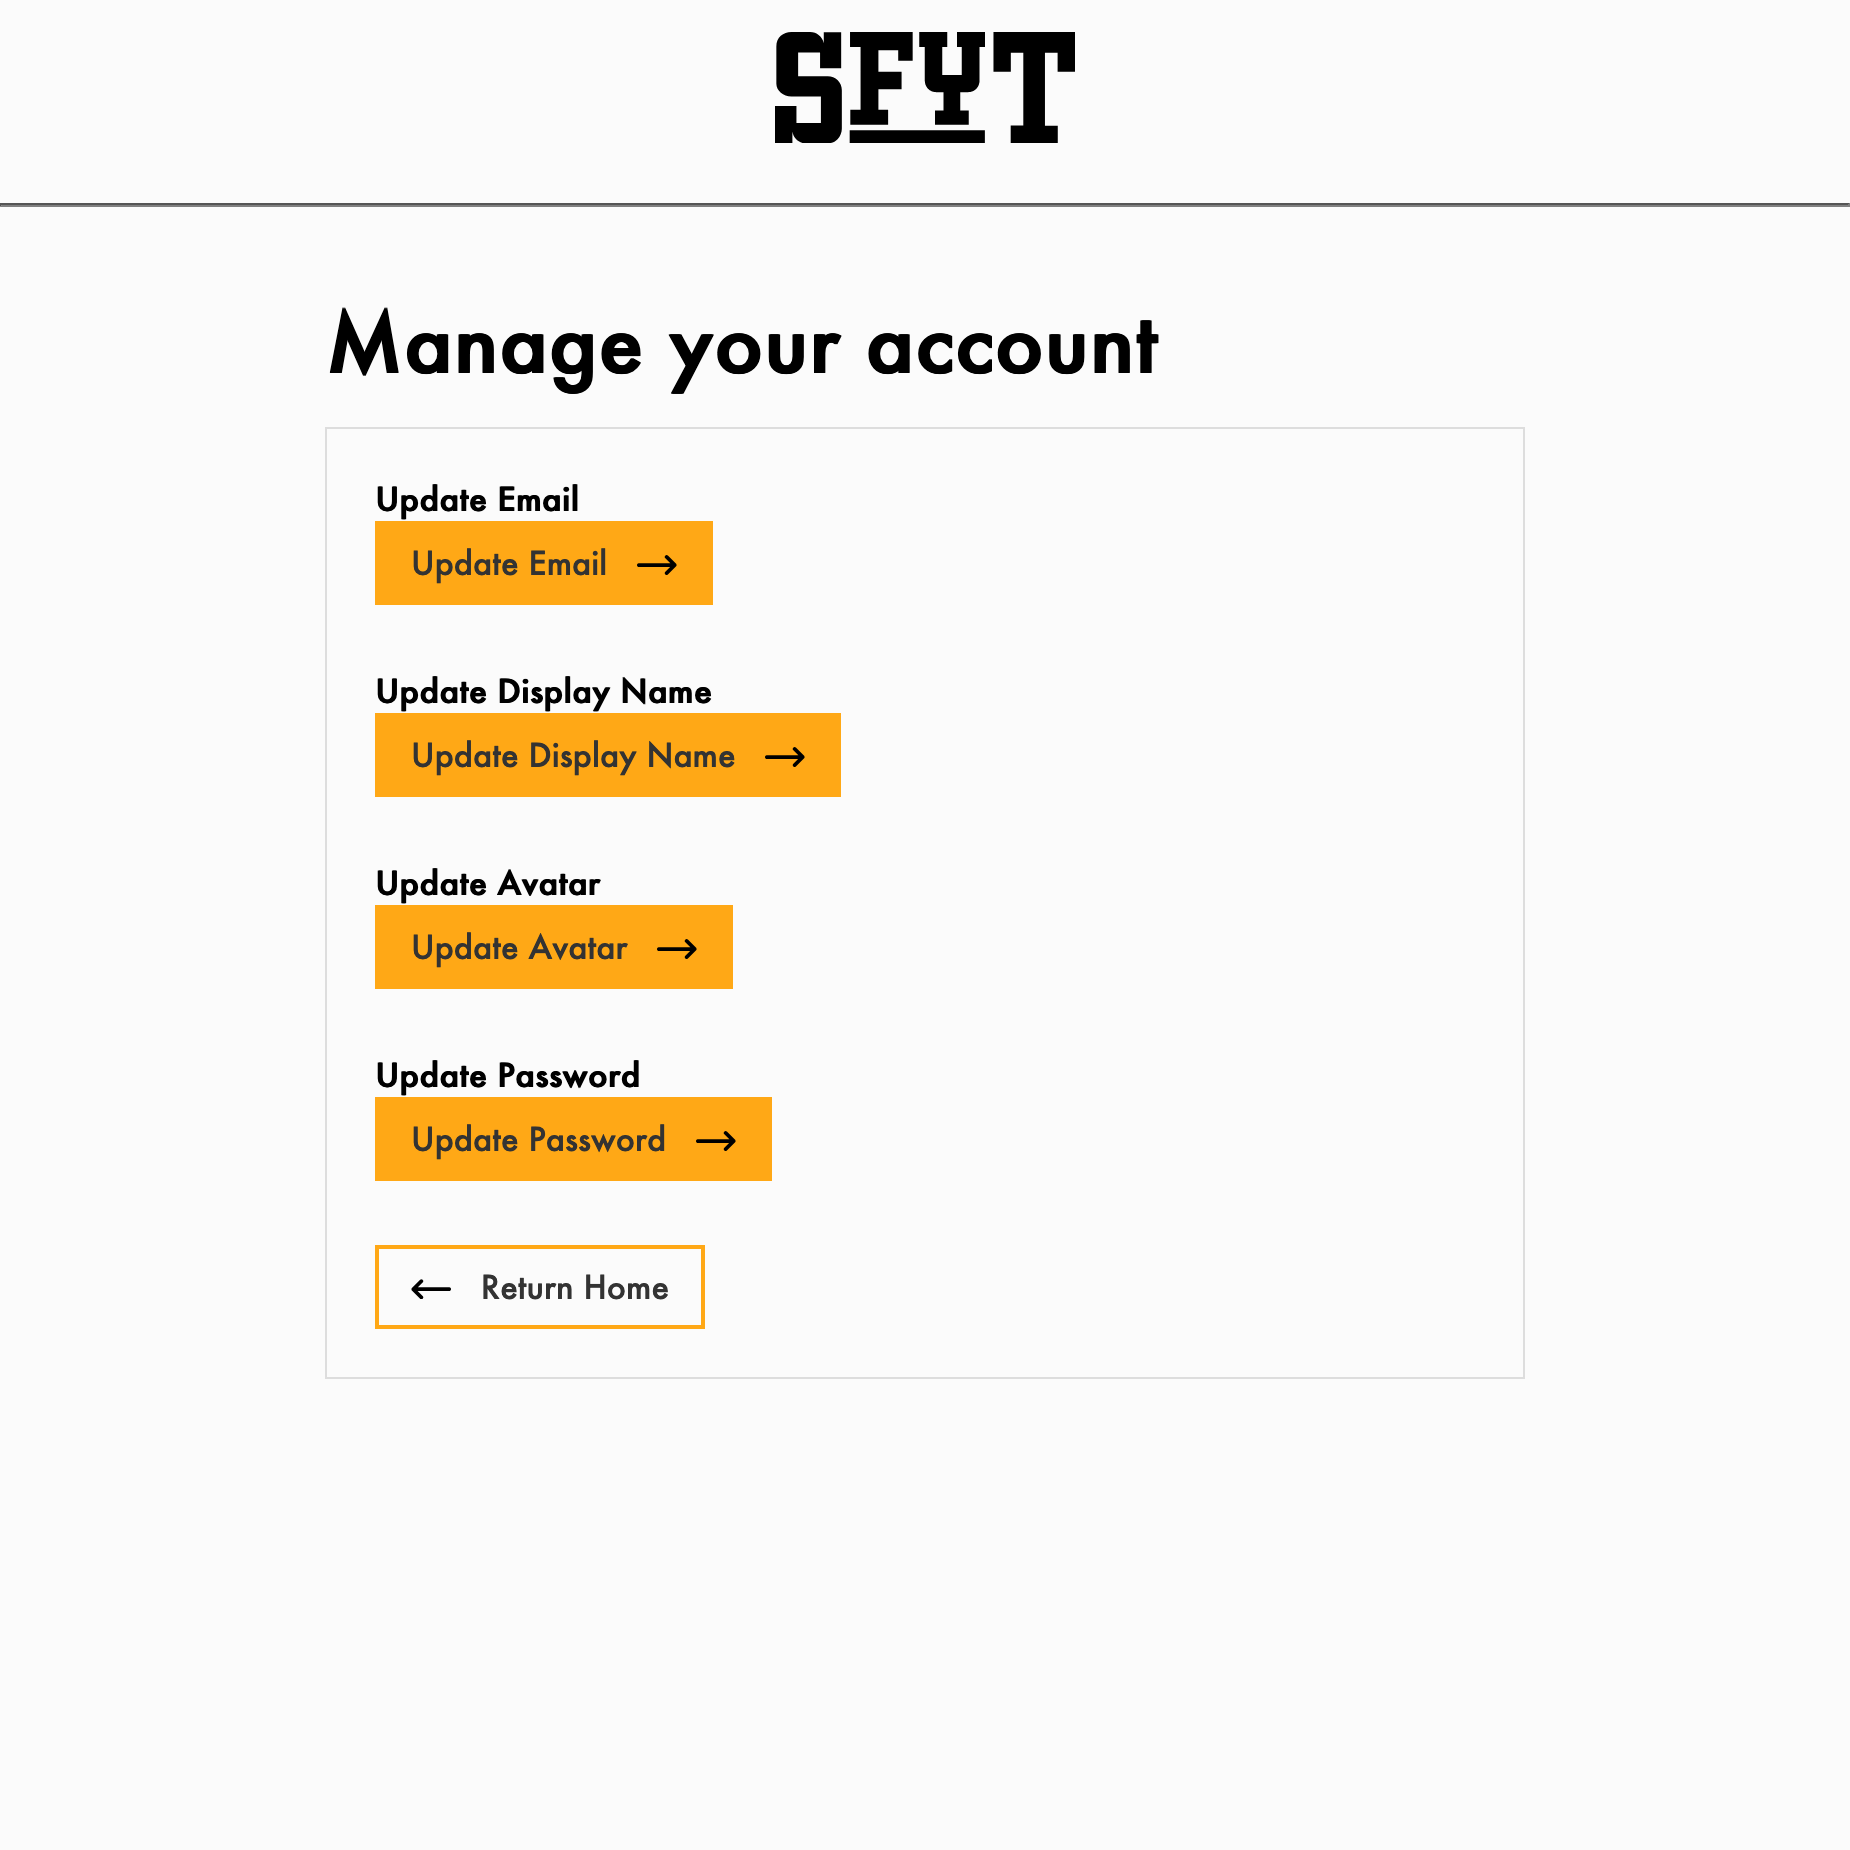 SFYT
Manage your account
Update Email
Update Email
Update Display Name
Update Display Name
Update Avatar
Update Avatar
Update Password
Update Password
Return Home